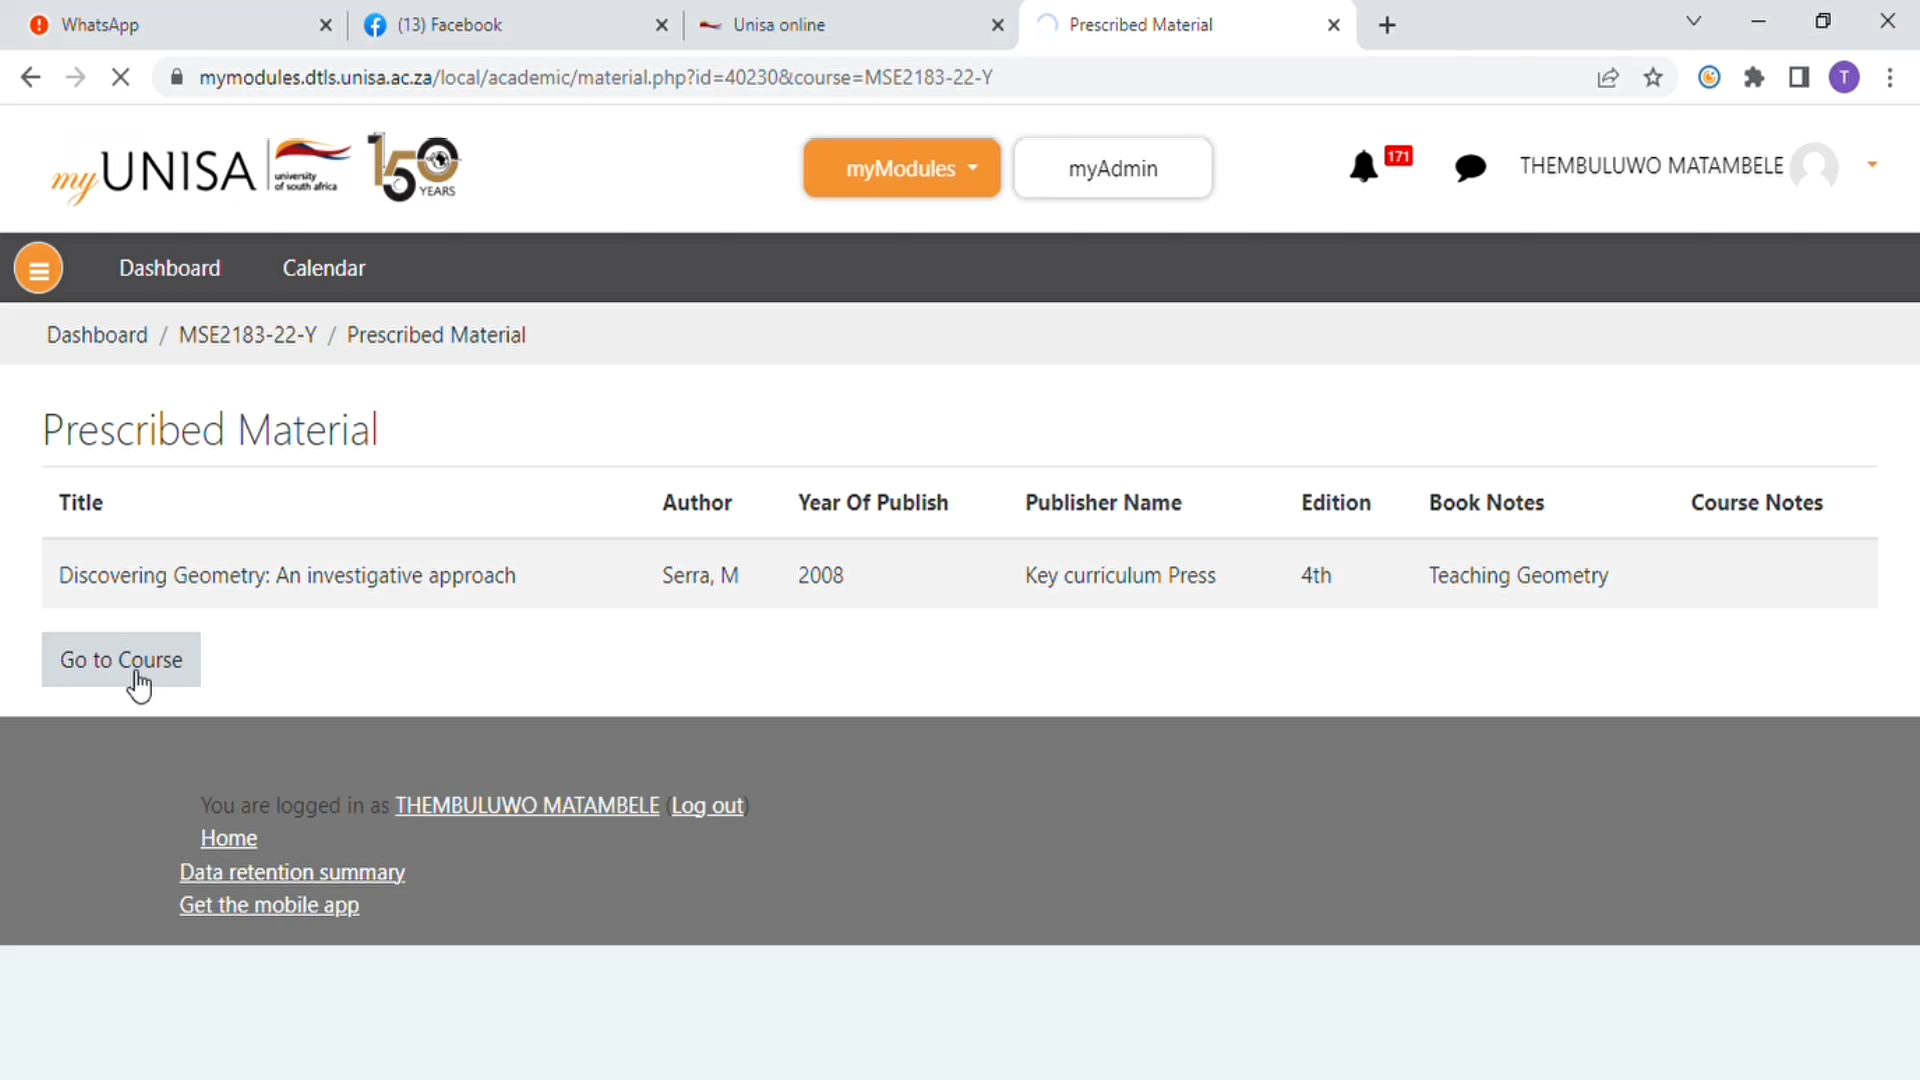 WhatsApp (13) Facebook Unisa online Prescribed Material
mymodules.dtls.unisa.ac.za/local/academic/material.php?id=40230&course=MSE2183-22-Y T
my UNISA university of south africa 150 YEARS myModules myAdmin 171 THEMBULUWO MATAMBELE
Dashboard Calendar
Dashboard / MSE2183-22-Y / Prescribed Material
Prescribed Material
Title Author Year Of Publish Publisher Name Edition Book Notes Course Notes
Discovering Geometry: An investigative approach Serra, M 2008 Key curriculum Press 4th Teaching Geometry
Go to Course
You are logged in as THEMBULUWO MATAMBELE (Log out)
Home
Data retention summary
Get the mobile app